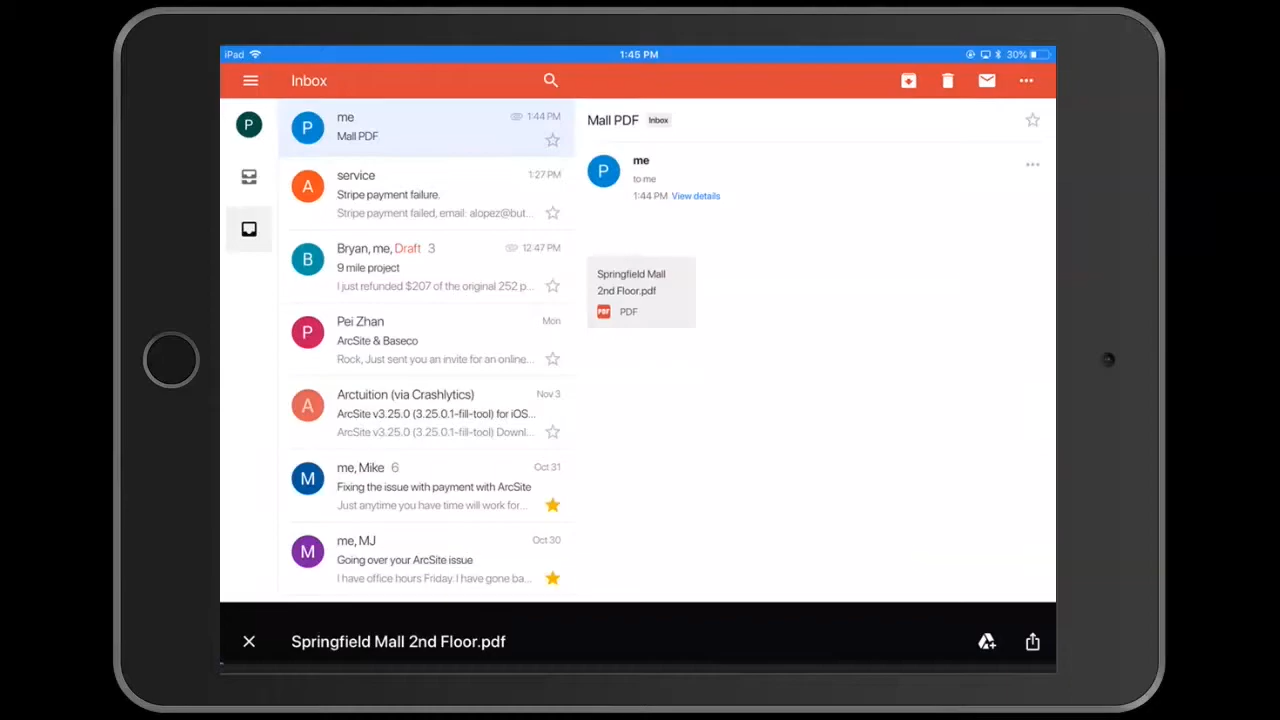 iPad
1:45 PM
30%
Inbox
P
P
me
1:44 PM
Mall PDF
A
service
1:27 PM
Stripe payment failure.
Stripe payment failed, email: alopez@but...
B
Bryan, me, Draft 3
12:47 PM
9 mile project
I just refunded $207 of the original 252 p...
P
Pei Zhan
Mon
ArcSite & Baseco
Rock, Just sent you an invite for an online...
A
Arctuition (via Crashlytics)
Nov 3
ArcSite v3.25.0 (3.25.0.1-fill-tool) for iOS...
ArcSite v3.25.0 (3.25.0.1-fill-tool) Downl...
M
me, Mike 6
Oct 31
Fixing the issue with payment with ArcSite
Just anytime you have time will work for...
M
me, MJ
Oct 30
Going over your ArcSite issue
I have office hours Friday. I have gone ba...
Mall PDF Inbox
P
me
to me
1:44 PM View details
Springfield Mall
2nd Floor.pdf
PDF PDF
Springfield Mall 2nd Floor.pdf